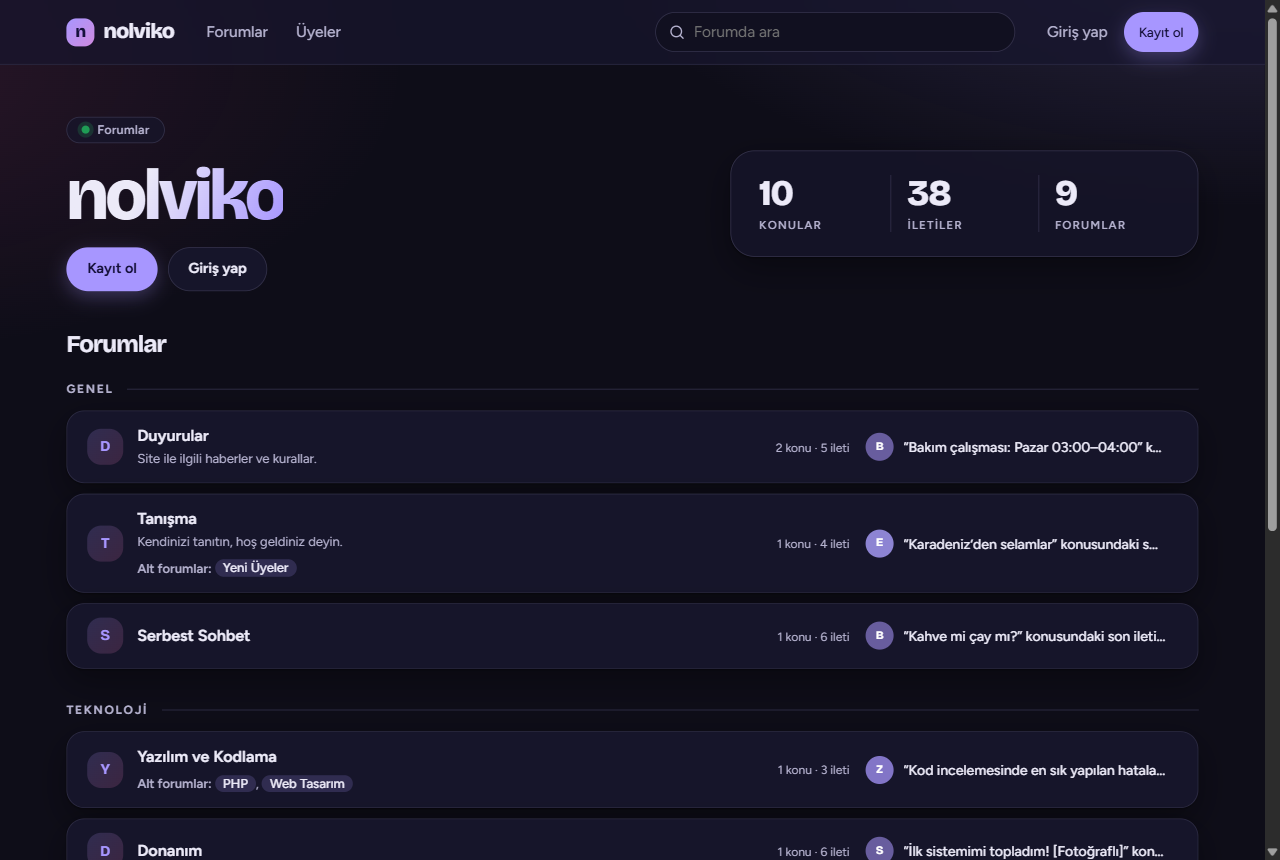 n nolviko Forumlar Üyeler Forumda ara Giriş yap Kayıt ol
Forumlar
nolviko
Kayıt ol Giriş yap
10 38 9
KONULAR İLETİLER FORUMLAR
Forumlar
GENEL
D Duyurular
Site ile ilgili haberler ve kurallar.
2 konu · 5 ileti B "Bakım çalışması: Pazar 03:00–04:00" k...
T Tanışma
Kendinizi tanıtın, hoş geldiniz deyin.
Alt forumlar: Yeni Üyeler
1 konu · 4 ileti E "Karadeniz'den selamlar" konusundaki s...
S Serbest Sohbet 1 konu · 6 ileti B "Kahve mi çay mı?" konusundaki son ileti...
TEKNOLOJİ
Y Yazılım ve Kodlama
Alt forumlar: PHP , Web Tasarım
1 konu · 3 ileti Z "Kod incelemesinde en sık yapılan hatala...
D Donanım 1 konu · 6 ileti S "İlk sistemimi topladım! [Fotoğraflı]" kon...